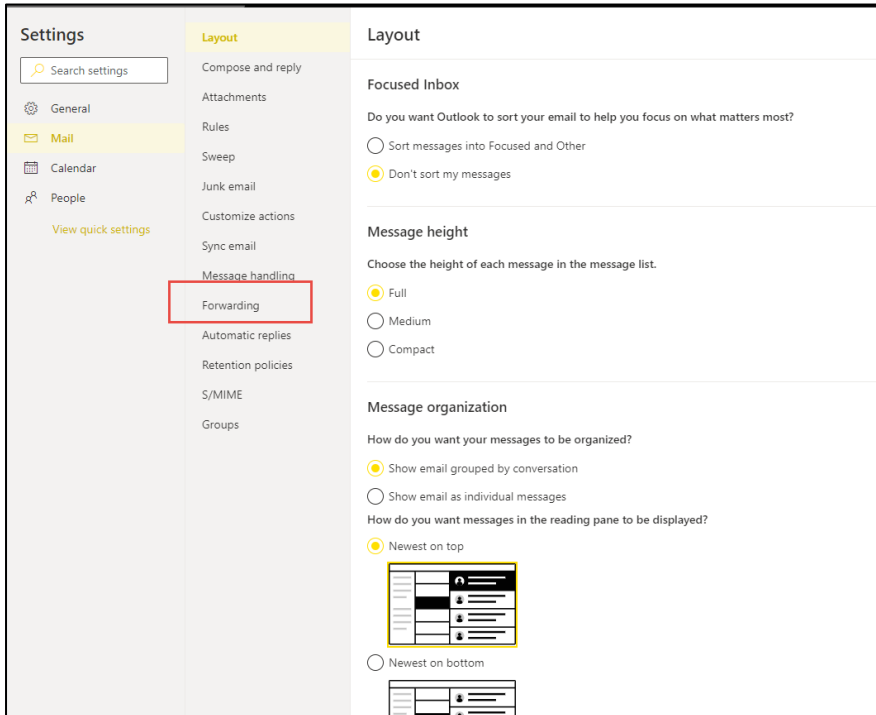 Settings
Search settings
General
Mail
Calendar
People
View quick settings
Layout
Compose and reply
Attachments
Rules
Sweep
Junk email
Customize actions
Sync email
Message handling
Forwarding
Automatic replies
Retention policies
S/MIME
Groups
Layout
Focused Inbox
Do you want Outlook to sort your email to help you focus on what matters most?
Sort messages into Focused and Other
Don't sort my messages
Message height
Choose the height of each message in the message list.
Full
Medium
Compact
Message organization
How do you want your messages to be organized?
Show email grouped by conversation
Show email as individual messages
How do you want messages in the reading pane to be displayed?
Newest on top
Newest on bottom